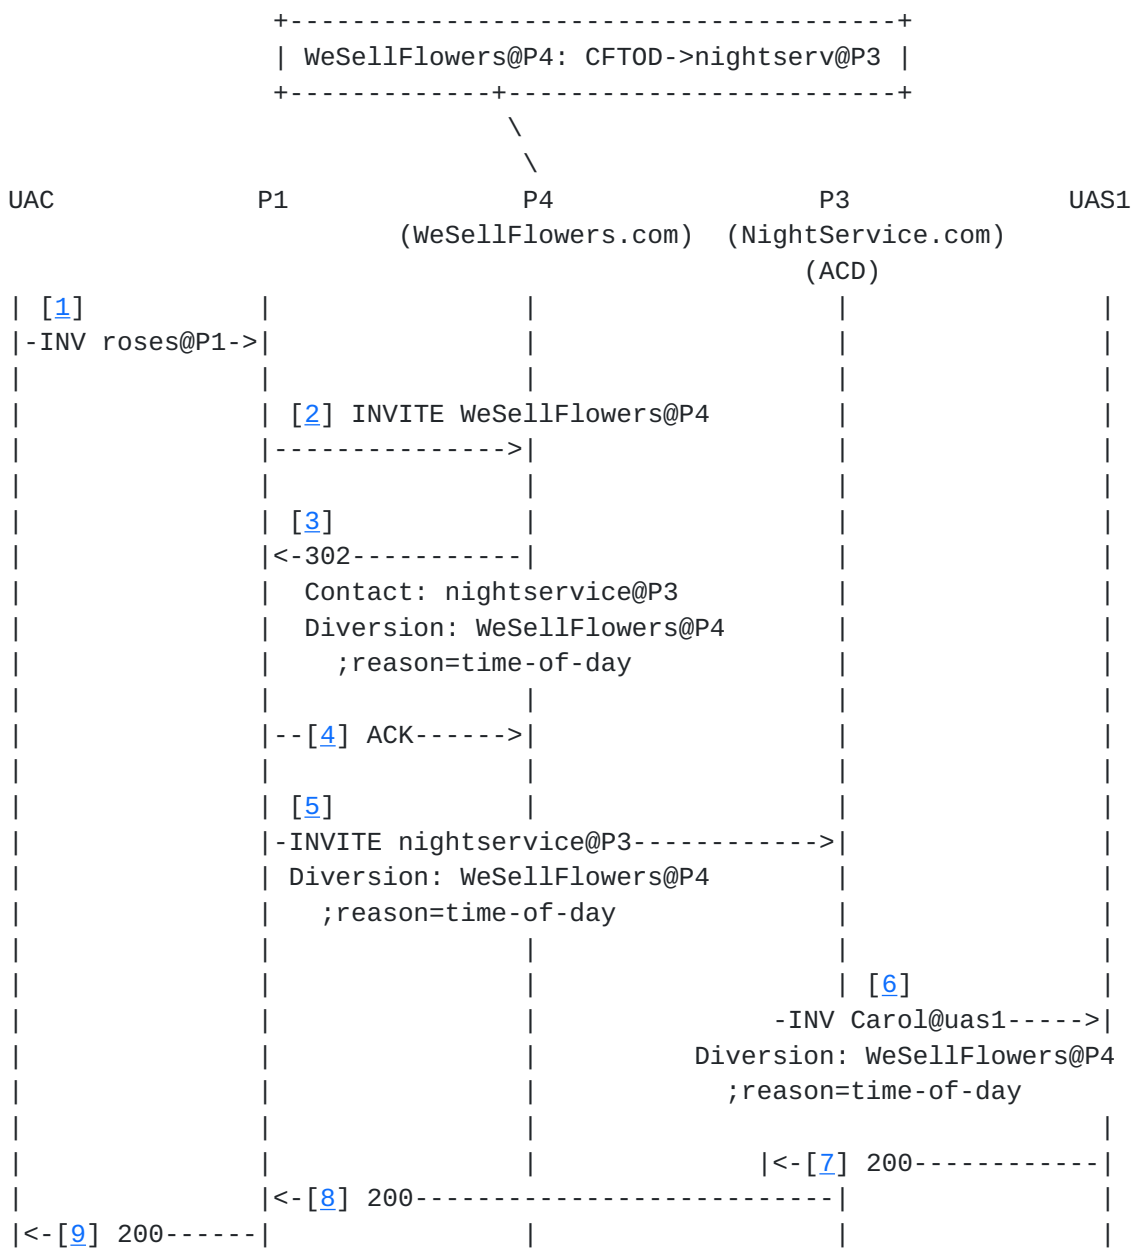 +---------------------------------------+
| WeSellFlowers@P4: CFTOD->nightserv@P3 |
+-------------+-------------------------+
\
\
UAC P1 P4 P3 UAS1
(WeSellFlowers.com) (NightService.com)
(ACD)
| [1] | | | |
|-INV roses@P1->| | | |
| | | | |
| | [2] INVITE WeSellFlowers@P4 | |
| |--------------->| | |
| | | | |
| | [3] | | |
| |<-302-----------| | |
| | Contact: nightservice@P3 | |
| | Diversion: WeSellFlowers@P4 | |
| | ;reason=time-of-day | |
| | | | |
| |--[4] ACK------>| | |
| | | | |
| | [5] | | |
| |-INVITE nightservice@P3------------>| |
| | Diversion: WeSellFlowers@P4 | |
| | ;reason=time-of-day | |
| | | | |
| | | | [6] |
| | | -INV Carol@uas1----->|
| | | Diversion: WeSellFlowers@P4
| | | ;reason=time-of-day
| | | |
| | | |<-[7] 200------------|
| |<-[8] 200---------------------------| |
|<-[9] 200------| | | |